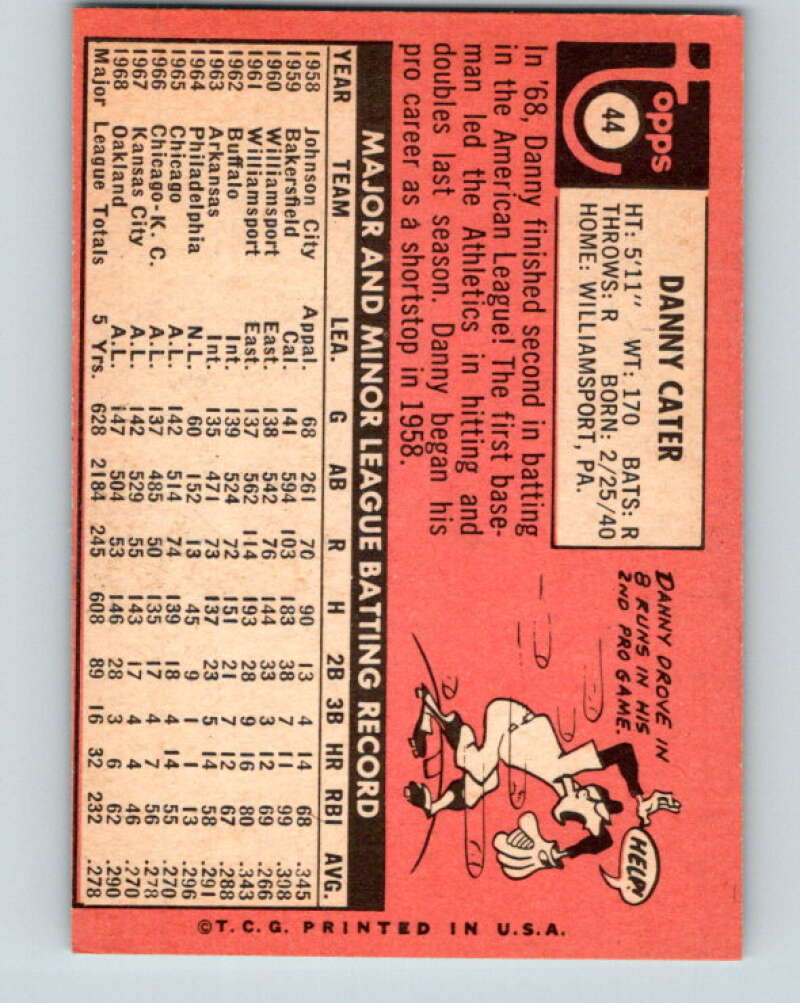 Topps
44
DANNY CATER
HT: 5'11" WT: 170 BATS: R
THROWS: R BORN: 2/25/40
HOME: WILLIAMSPORT, PA.
In '68, Danny finished second in batting
in the American League! The first base-
man led the Athletics in hitting and
doubles last season. Danny began his
pro career as a shortstop in 1958.
DANNY DROVE IN
8 RUNS IN HIS
2ND PRO GAME.
HELP!
MAJOR AND MINOR LEAGUE BATTING RECORD
YEAR TEAM LEA. G AB R H 2B 3B HR RBI AVG.
1958 Johnson City Appal. 68 261 70 90 13 4 14 68 .345
1959 Bakersfield Cal. 141 594 103 183 38 7 11 99 .308
1960 Williamsport East. 138 542 76 144 33 3 12 69 .266
1961 Williamsport East. 137 562 114 193 28 9 16 80 .343
1962 Buffalo Int. 139 524 72 151 21 7 12 67 .288
1963 Arkansas Int. 135 471 73 137 23 5 14 58 .291
1964 Philadelphia N.L. 60 152 13 45 9 1 1 13 .296
1965 Chicago A.L. 142 514 74 139 18 4 14 55 .270
1966 Chicago-K. C. A.L. 137 485 50 135 17 4 7 56 .278
1967 Kansas City A.L. 142 529 55 143 17 4 4 46 .270
1968 Oakland A.L. 147 504 53 146 28 3 6 62 .290
Major League Totals 5 Yrs. 628 2184 245 608 89 16 32 232 .278
©T.C.G. PRINTED IN U.S.A.